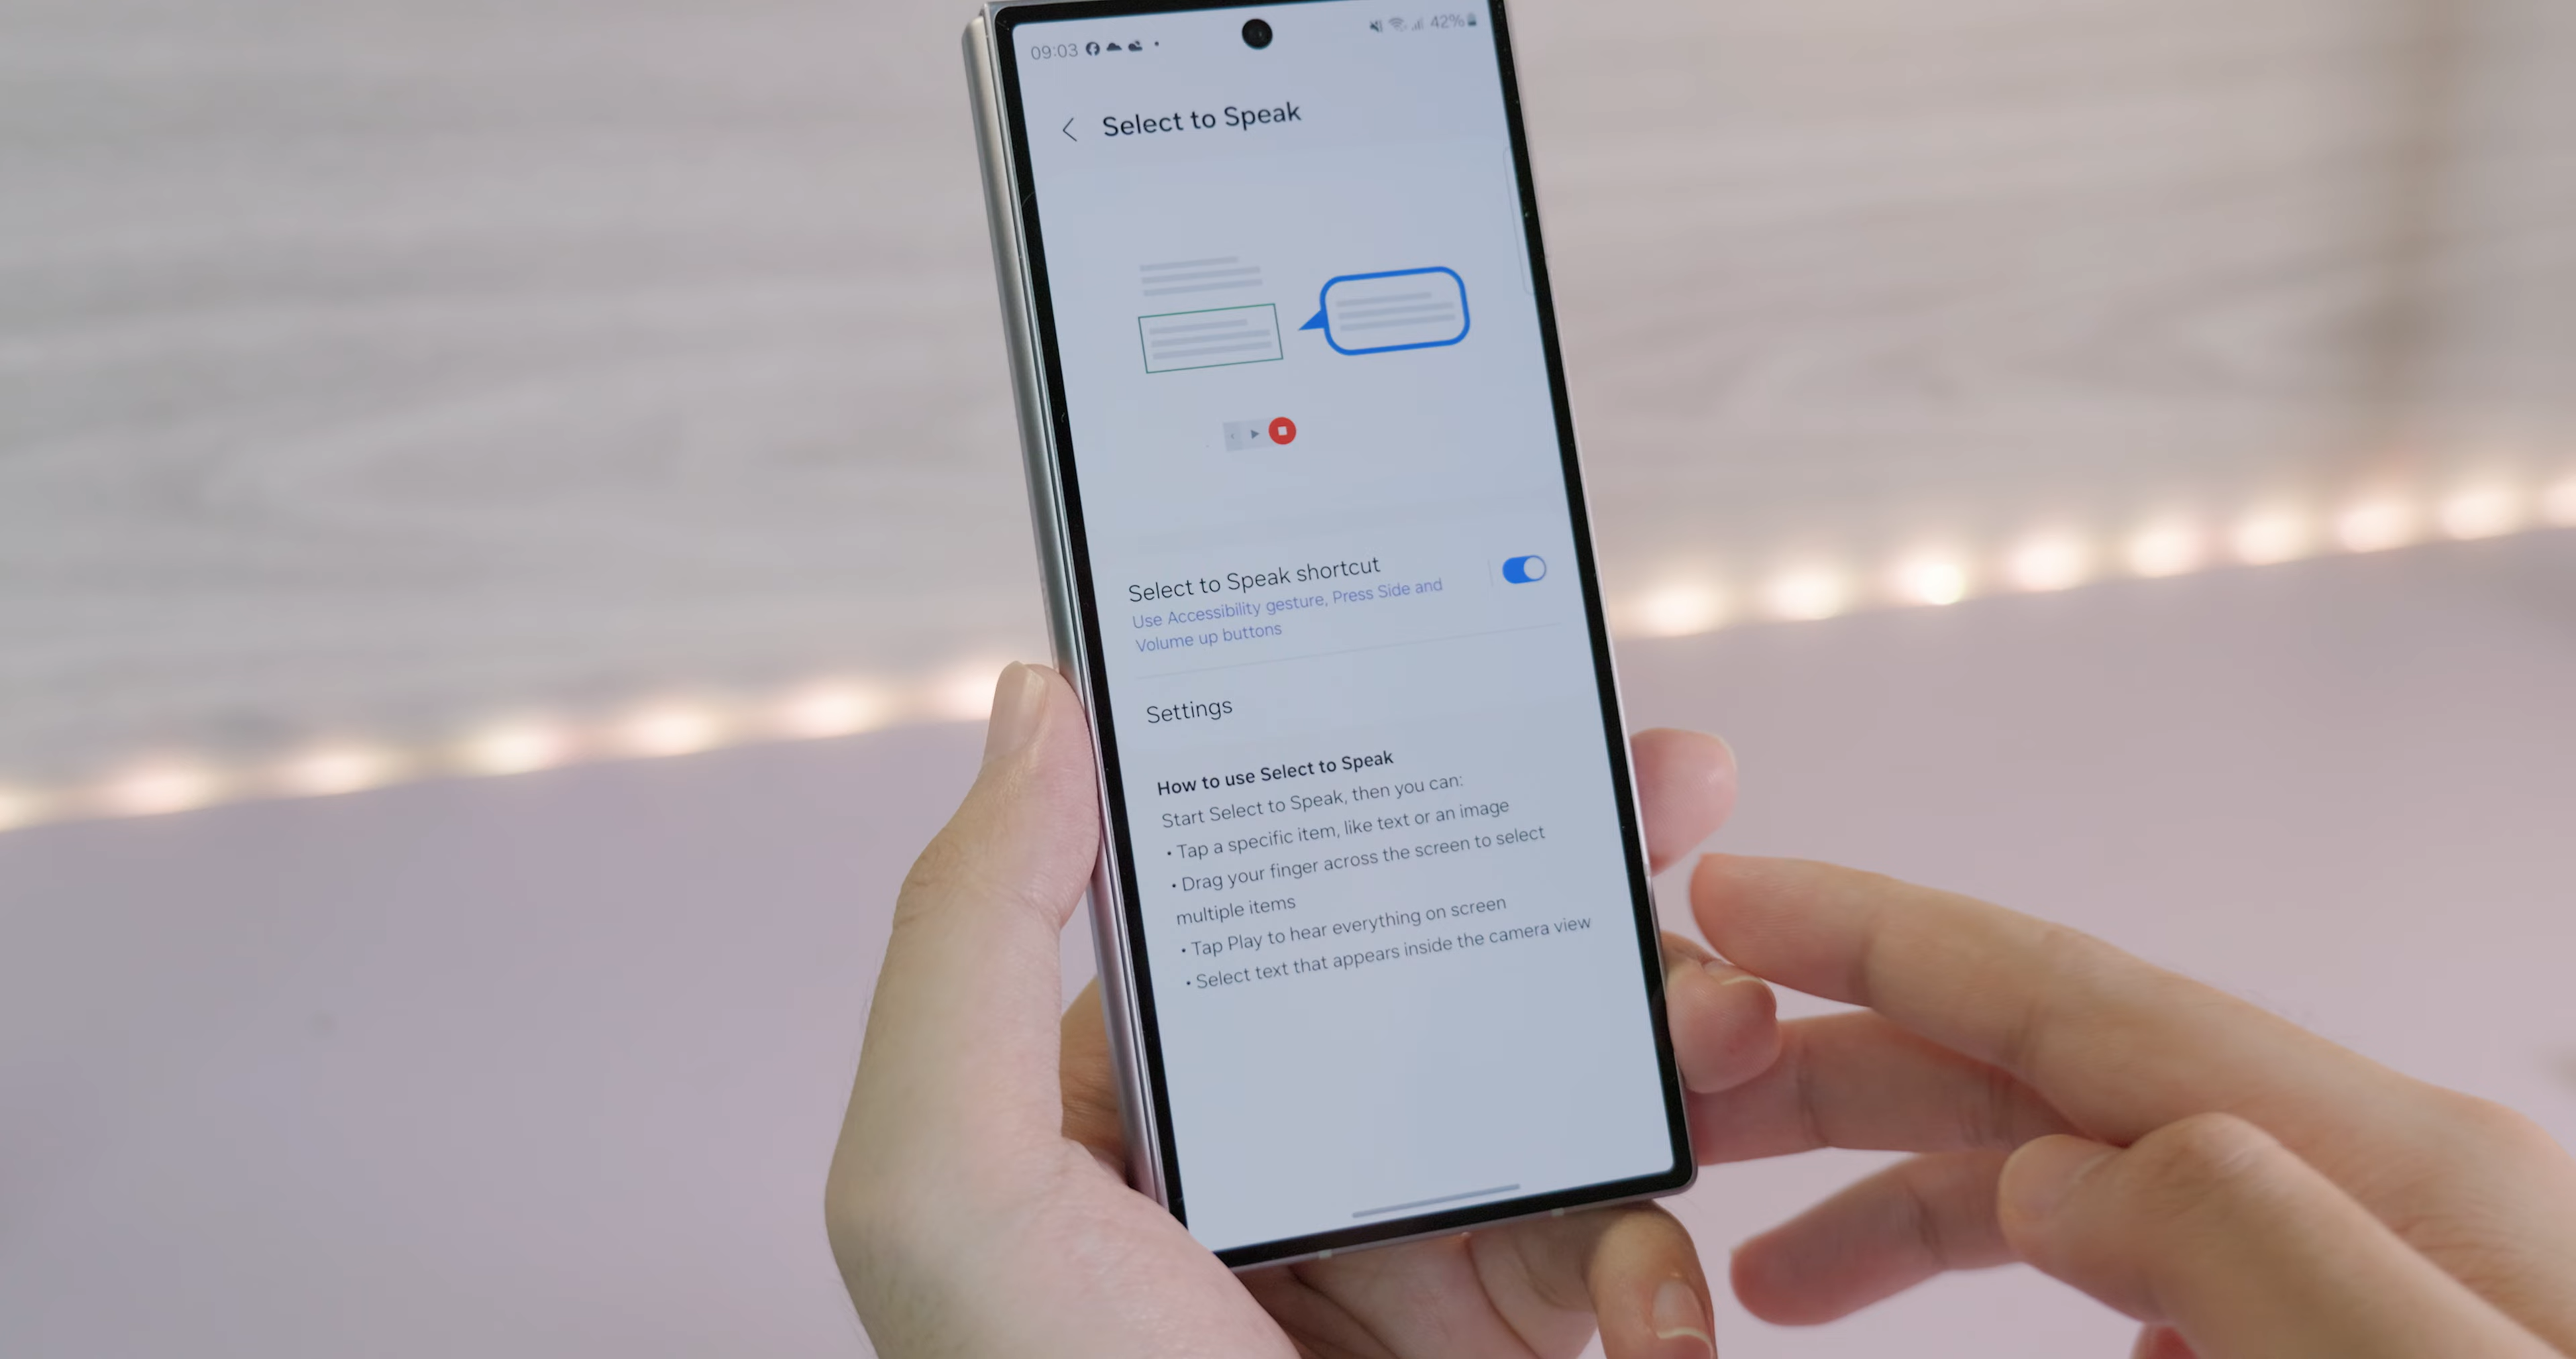 09:03
42%
Select to Speak
Select to Speak shortcut
Use Accessibility gesture, Press Side and
Volume up buttons
Settings
How to use Select to Speak
Start Select to Speak, then you can:
• Tap a specific item, like text or an image
• Drag your finger across the screen to select
multiple items
• Tap Play to hear everything on screen
• Select text that appears inside the camera view